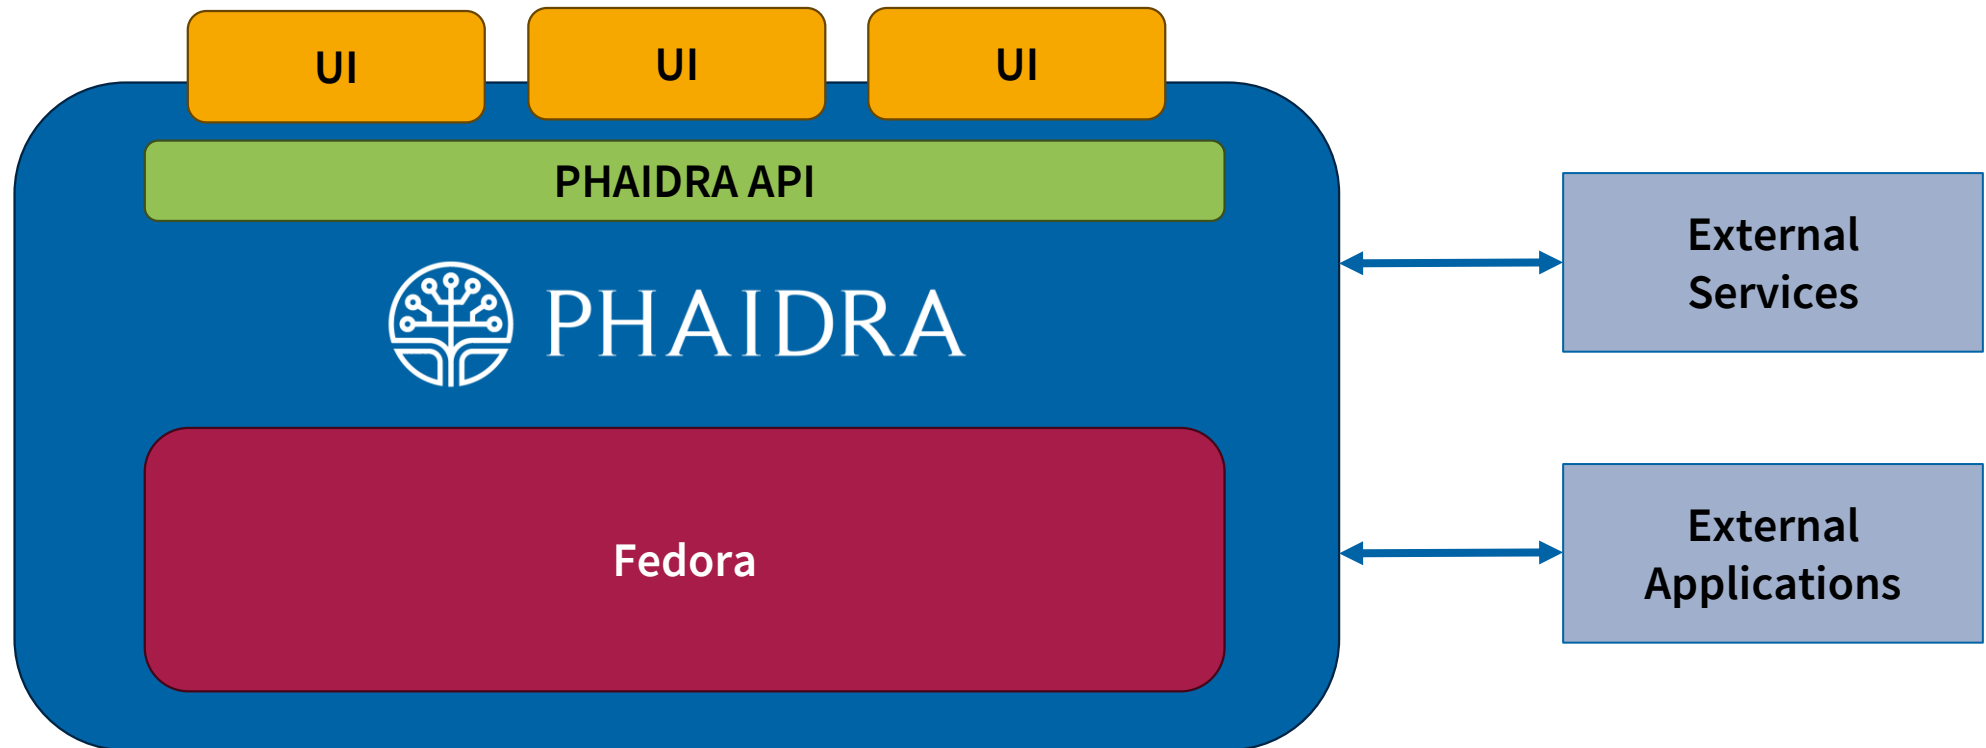 UI
UI
UI
PHAIDRA API
PHAIDRA
Fedora
External
Services
External
Applications